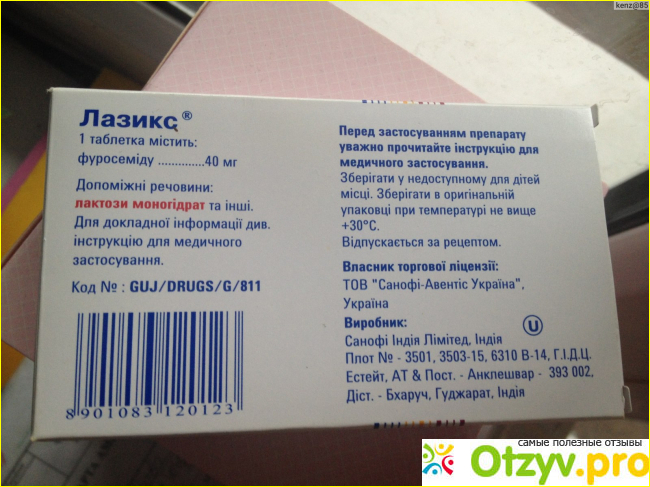 kenz@85
Лазикс®
1 таблетка містить:
фуросеміду ..............40 мг
Допоміжні речовини:
лактози моногідрат та інші.
Для докладної інформації див.
інструкцію для медичного
застосування.
Код № : GUJ/DRUGS/G/811
8 901083 120123
Перед застосуванням препарату
уважно прочитайте інструкцію для
медичного застосування.
Зберігати у недоступному для дітей
місці. Зберігати в оригінальній
упаковці при температурі не вище
+30°C.
Відпускається за рецептом.
Власник торгової ліцензії:
ТОВ "Санофі-Авентіс Україна",
Україна
Виробник:
U
Санофі Індія Лімітед, Індія
Плот № - 3501, 3503-15, 6310 В-14, Г.І.Д.Ц.
Естейт, АТ & Пост. - Анклешвар - 393 002,
Діст. - Бхаруч, Гуджарат, Індія
самые полезные отзывы
Otzyv.pro